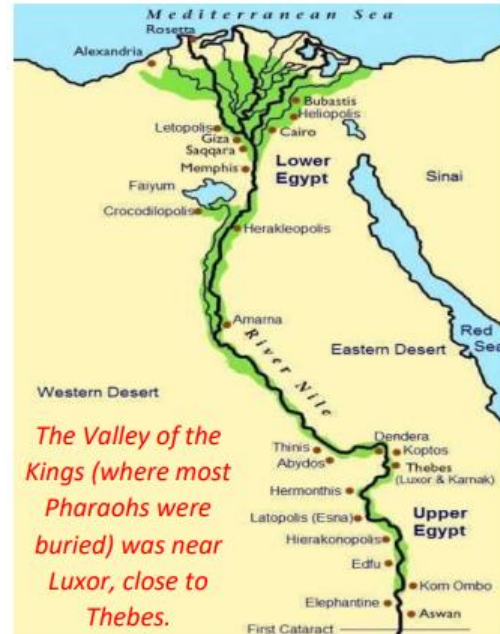 Mediterranean Sea
Rosetta
Alexandria
Bubastis
Heliopolis
Letopolis
Giza
Cairo
Saqqara
Lower
Egypt
Memphis
Sinai
Faiyum
Crocodilopolis
Herakleopolis
Amarna
River Nile
Red
Sea
Eastern Desert
Western Desert
The Valley of the
Kings (where most
Pharaohs were
buried) was near
Luxor, close to
Thebes.
Thinis
Dendera
Abydos
Koptos
Thebes
(Luxor & Karnak)
Hermonthis
Latopolis (Esna)
Upper
Egypt
Hierakonopolis
Edfu
Kom Ombo
Elephantine
Aswan
First Cataract